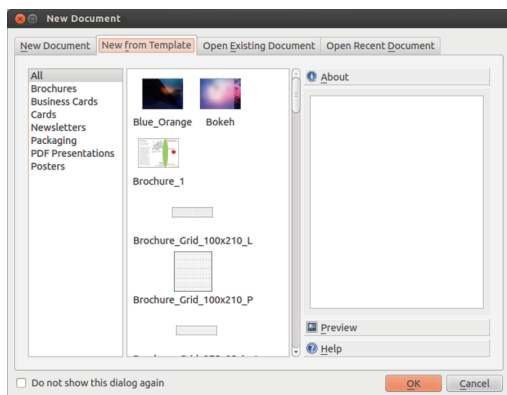 New Document
New Document New from Template Open Existing Document Open Recent Document
All
Brochures
Business Cards
Cards
Newsletters
Packaging
PDF Presentations
Posters
Blue_Orange Bokeh
Brochure_1
Brochure_Grid_100x210_L
Brochure_Grid_100x210_P
About
Preview
Help
Do not show this dialog again
OK Cancel